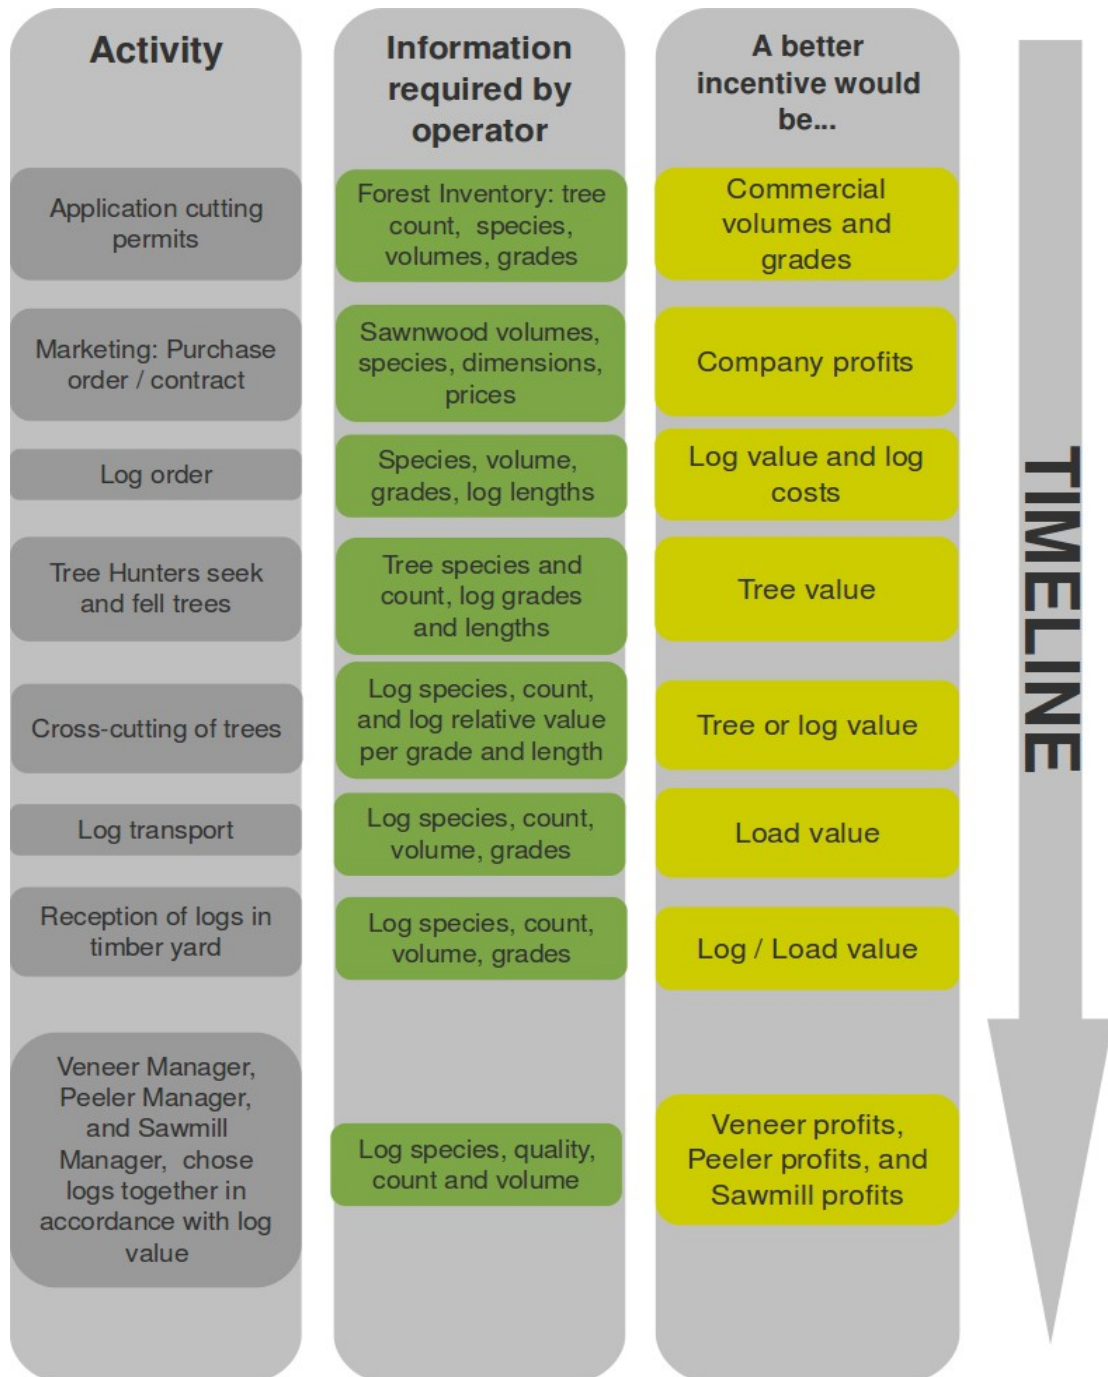 Activity
Information
required by
operator
A better
incentive would
be...
Application cutting
permits
Forest Inventory: tree
count, species,
volumes, grades
Commercial
volumes and
grades
Marketing: Purchase
order / contract
Sawnwood volumes,
species, dimensions,
prices
Company profits
Log order
Species, volume,
grades, log lengths
Log value and log
costs
Tree Hunters seek
and fell trees
Tree species and
count, log grades
and lengths
Tree value
Cross-cutting of trees
Log species, count,
and log relative value
per grade and length
Tree or log value
Log transport
Log species, count,
volume, grades
Load value
Reception of logs in
timber yard
Log species, count,
volume, grades
Log / Load value
Veneer Manager,
Peeler Manager,
and Sawmill
Manager, chose
logs together in
accordance with log
value
Log species, quality,
count and volume
Veneer profits,
Peeler profits, and
Sawmill profits
TIMELINE